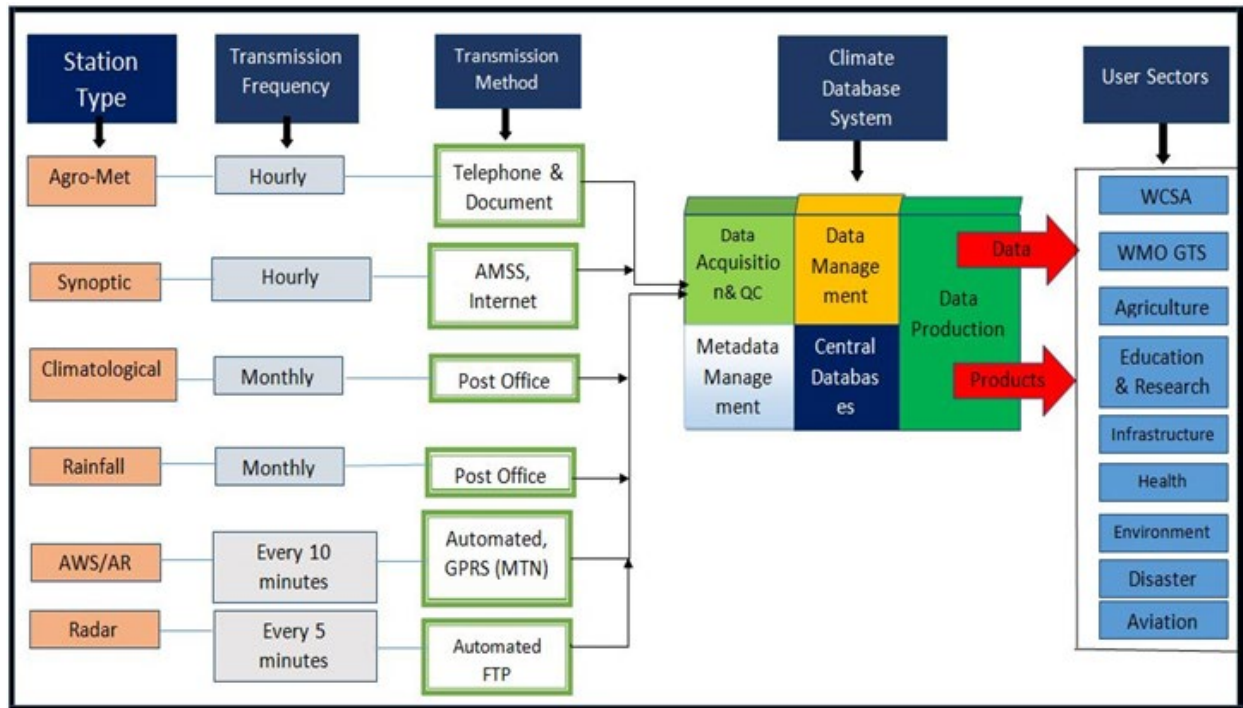 Station
Type
Transmission
Frequency
Transmission
Method
Climate
Database
System
User Sectors
Agro-Met
Hourly
Telephone &
Document
Synoptic
Hourly
AMSS,
Internet
Climatological
Monthly
Post Office
Rainfall
Monthly
Post Office
AWS/AR
Every 10
minutes
Automated,
GPRS (MTN)
Radar
Every 5
minutes
Automated
FTP
Data
Acquisitio
n& QC
Data
Manage
ment
Metadata
Manage
ment
Central
Databas
es
Data
Production
Data
Products
WCSA
WMO GTS
Agriculture
Education
& Research
Infrastructure
Health
Environment
Disaster
Aviation